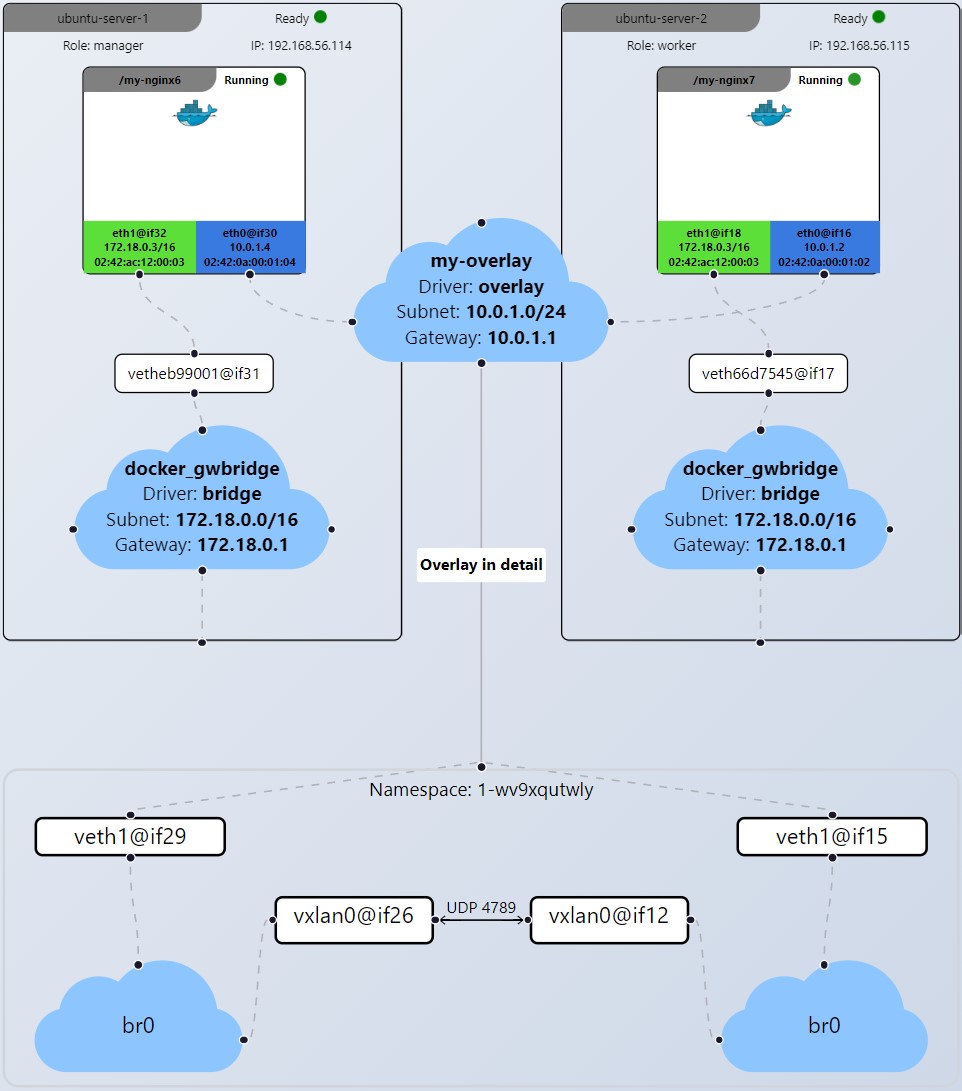 ubuntu-server-1
Ready
Role: manager
IP: 192.168.56.114
/my-nginx6
Running
eth1@if32
172.18.0.3/16
02:42:ac:12:00:03
eth0@if30
10.0.1.4
02:42:0a:00:01:04
vetheb99001@if31
docker_gwbridge
Driver: bridge
Subnet: 172.18.0.0/16
Gateway: 172.18.0.1
my-overlay
Driver: overlay
Subnet: 10.0.1.0/24
Gateway: 10.0.1.1
ubuntu-server-2
Ready
Role: worker
IP: 192.168.56.115
/my-nginx7
Running
eth1@if18
172.18.0.3/16
02:42:ac:12:00:03
eth0@if16
10.0.1.2
02:42:0a:00:01:02
veth66d7545@if17
docker_gwbridge
Driver: bridge
Subnet: 172.18.0.0/16
Gateway: 172.18.0.1
Overlay in detail
Namespace: 1-wv9xqutwly
veth1@if29
veth1@if15
vxlan0@if26
UDP 4789
vxlan0@if12
br0
br0